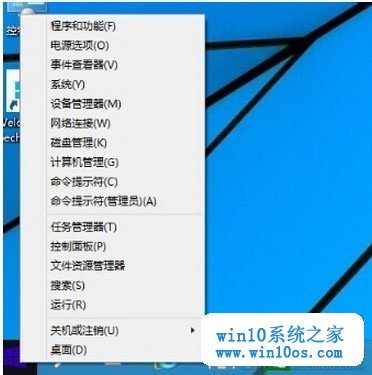 控
Wel
ech
程序和功能(F)
电源选项(O)
事件查看器(V)
系统(Y)
设备管理器(M)
网络连接(W)
磁盘管理(K)
计算机管理(G)
命令提示符(C)
命令提示符(管理员)(A)
任务管理器(T)
控制面板(P)
文件资源管理器
搜索(S)
运行(R)
关机或注销(U)
桌面(D)
win10系统之家
www.win10os.com